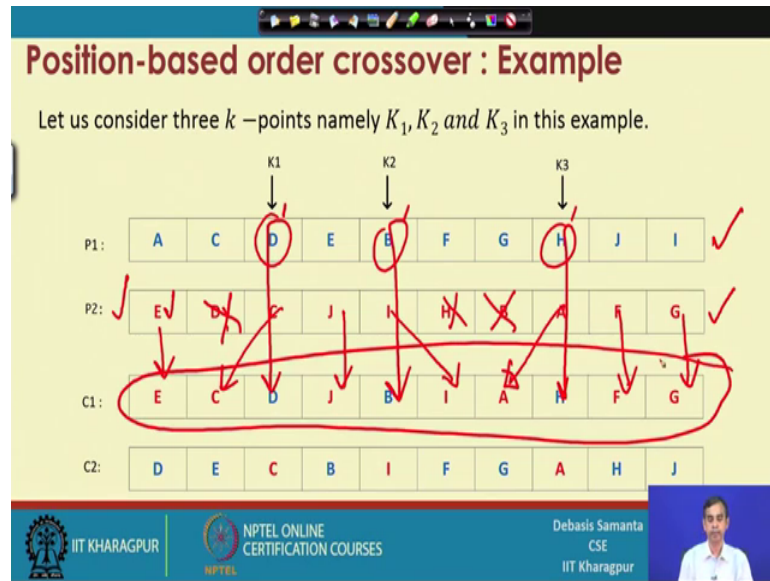 Position-based order crossover : Example
Let us consider three k −points namely K₁, K₂ and K₃ in this example.
K1 K2 K3
P1: A C D E B F G H J I
P2: E D C J I H B A F G
C1: E C D J B I A H F G
C2: D E C B I F G A H J
IIT KHARAGPUR
NPTEL
NPTEL ONLINE
CERTIFICATION COURSES
Debasis Samanta
CSE
IIT Kharagpur